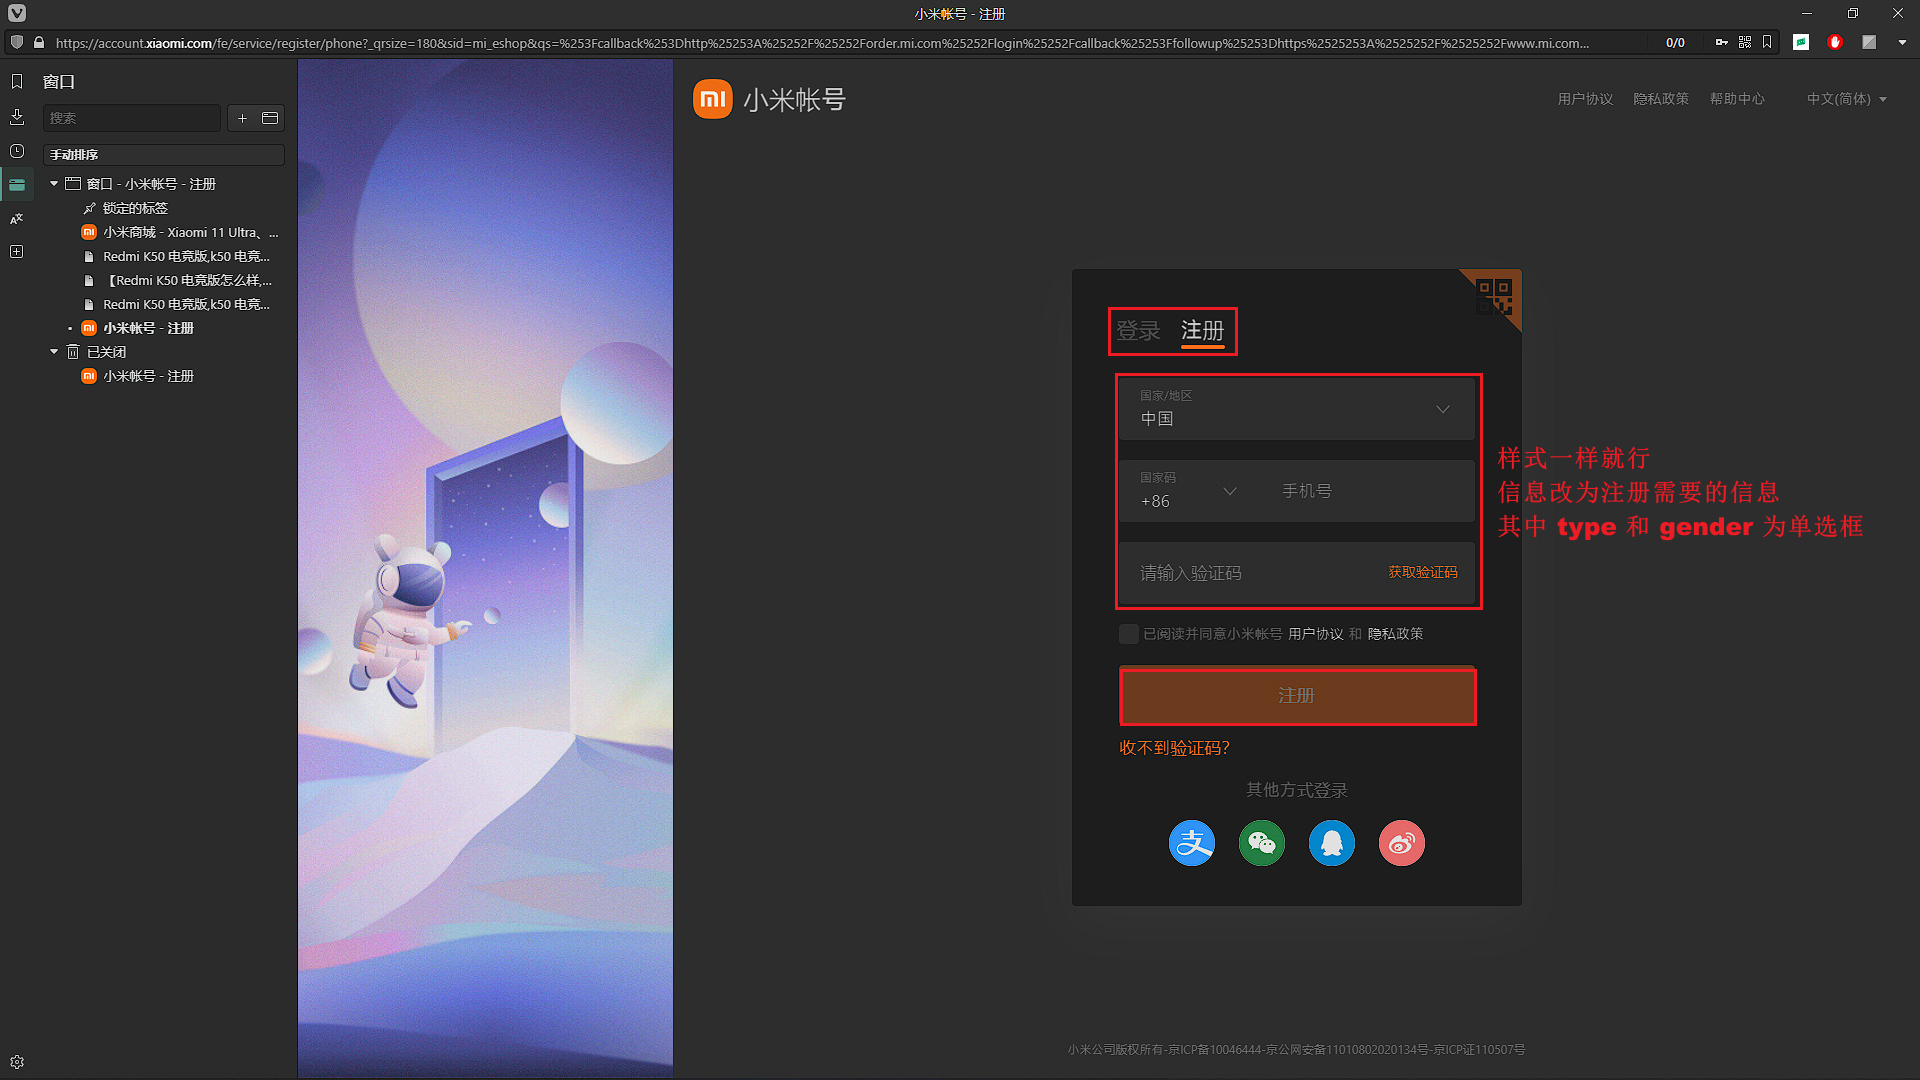 小米帐号 - 注册
https://account.xiaomi.com/fe/service/register/phone?_qrsize=180&sid=mi_eshop&qs=%253Fcallback%253Dhttp%25253A%25252F%25252Forder.mi.com%25252Flogin%25252Fcallback%25253Ffollowup%25253Dhttps%2525253A%2525252F%2525252Fwww.mi.com...
0/0
窗口
搜索
手动排序
窗口 - 小米帐号 - 注册
锁定的标签
小米商城 - Xiaomi 11 Ultra、...
Redmi K50 电竞版,k50 电竞...
【Redmi K50 电竞版怎么样,...
Redmi K50 电竞版,k50 电竞...
小米帐号 - 注册
已关闭
小米帐号 - 注册
小米帐号
用户协议 隐私政策 帮助中心 中文(简体)
登录 注册
国家/地区
中国
国家码
+86
手机号
请输入验证码 获取验证码
样式一样就行
信息改为注册需要的信息
其中 type 和 gender 为单选框
已阅读并同意小米帐号 用户协议 和 隐私政策
注册
收不到验证码？
其他方式登录
支
小米公司版权所有-京ICP备10046444-京公网安备11010802020134号-京ICP证110507号